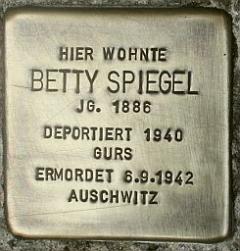 HIER WOHNTE
BETTY SPIEGEL
JG. 1886
DEPORTIERT 1940
GURS
ERMORDET 6.9.1942
AUSCHWITZ